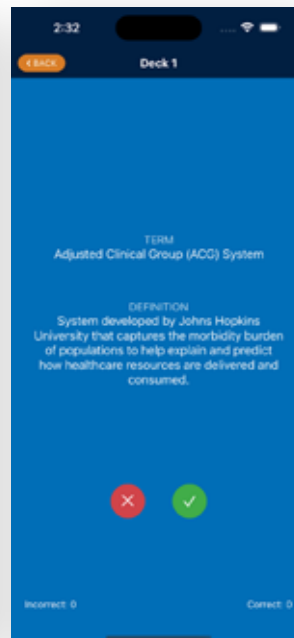 2:32
< BACK
Deck 1
TERM
Adjusted Clinical Group (ACG) System
DEFINITION
System developed by Johns Hopkins
University that captures the morbidity burden
of populations to help explain and predict
how healthcare resources are delivered and
consumed.
Incorrect: 0
Correct: 0